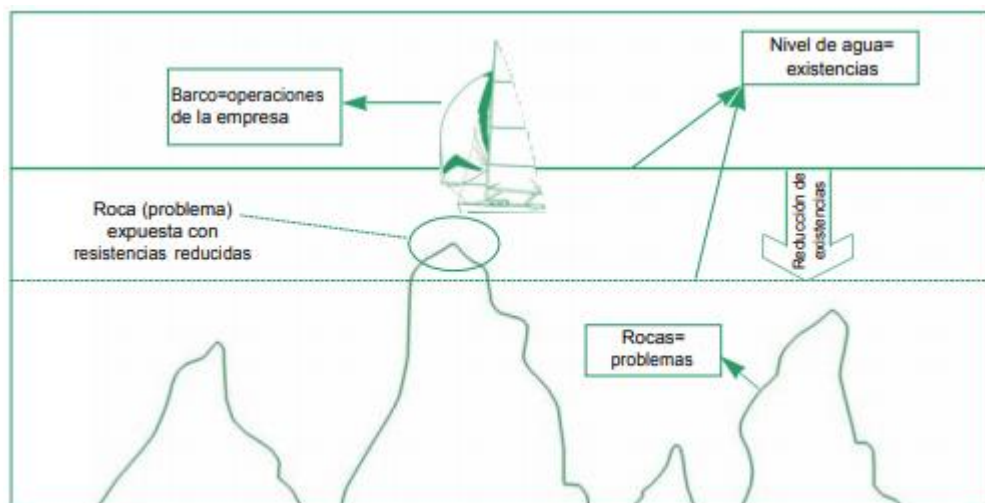 Nivel de agua=
existencias
Barco=operaciones
de la empresa
Roca (problema)
expuesta con
resistencias reducidas
Reducción de
existencias
Rocas=
problemas